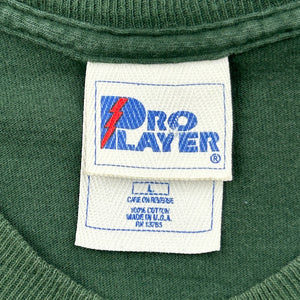 PRO
PLAYER®
L
CARE ON REVERSE
100% COTTON
MADE IN U.S.A.
RN 13765